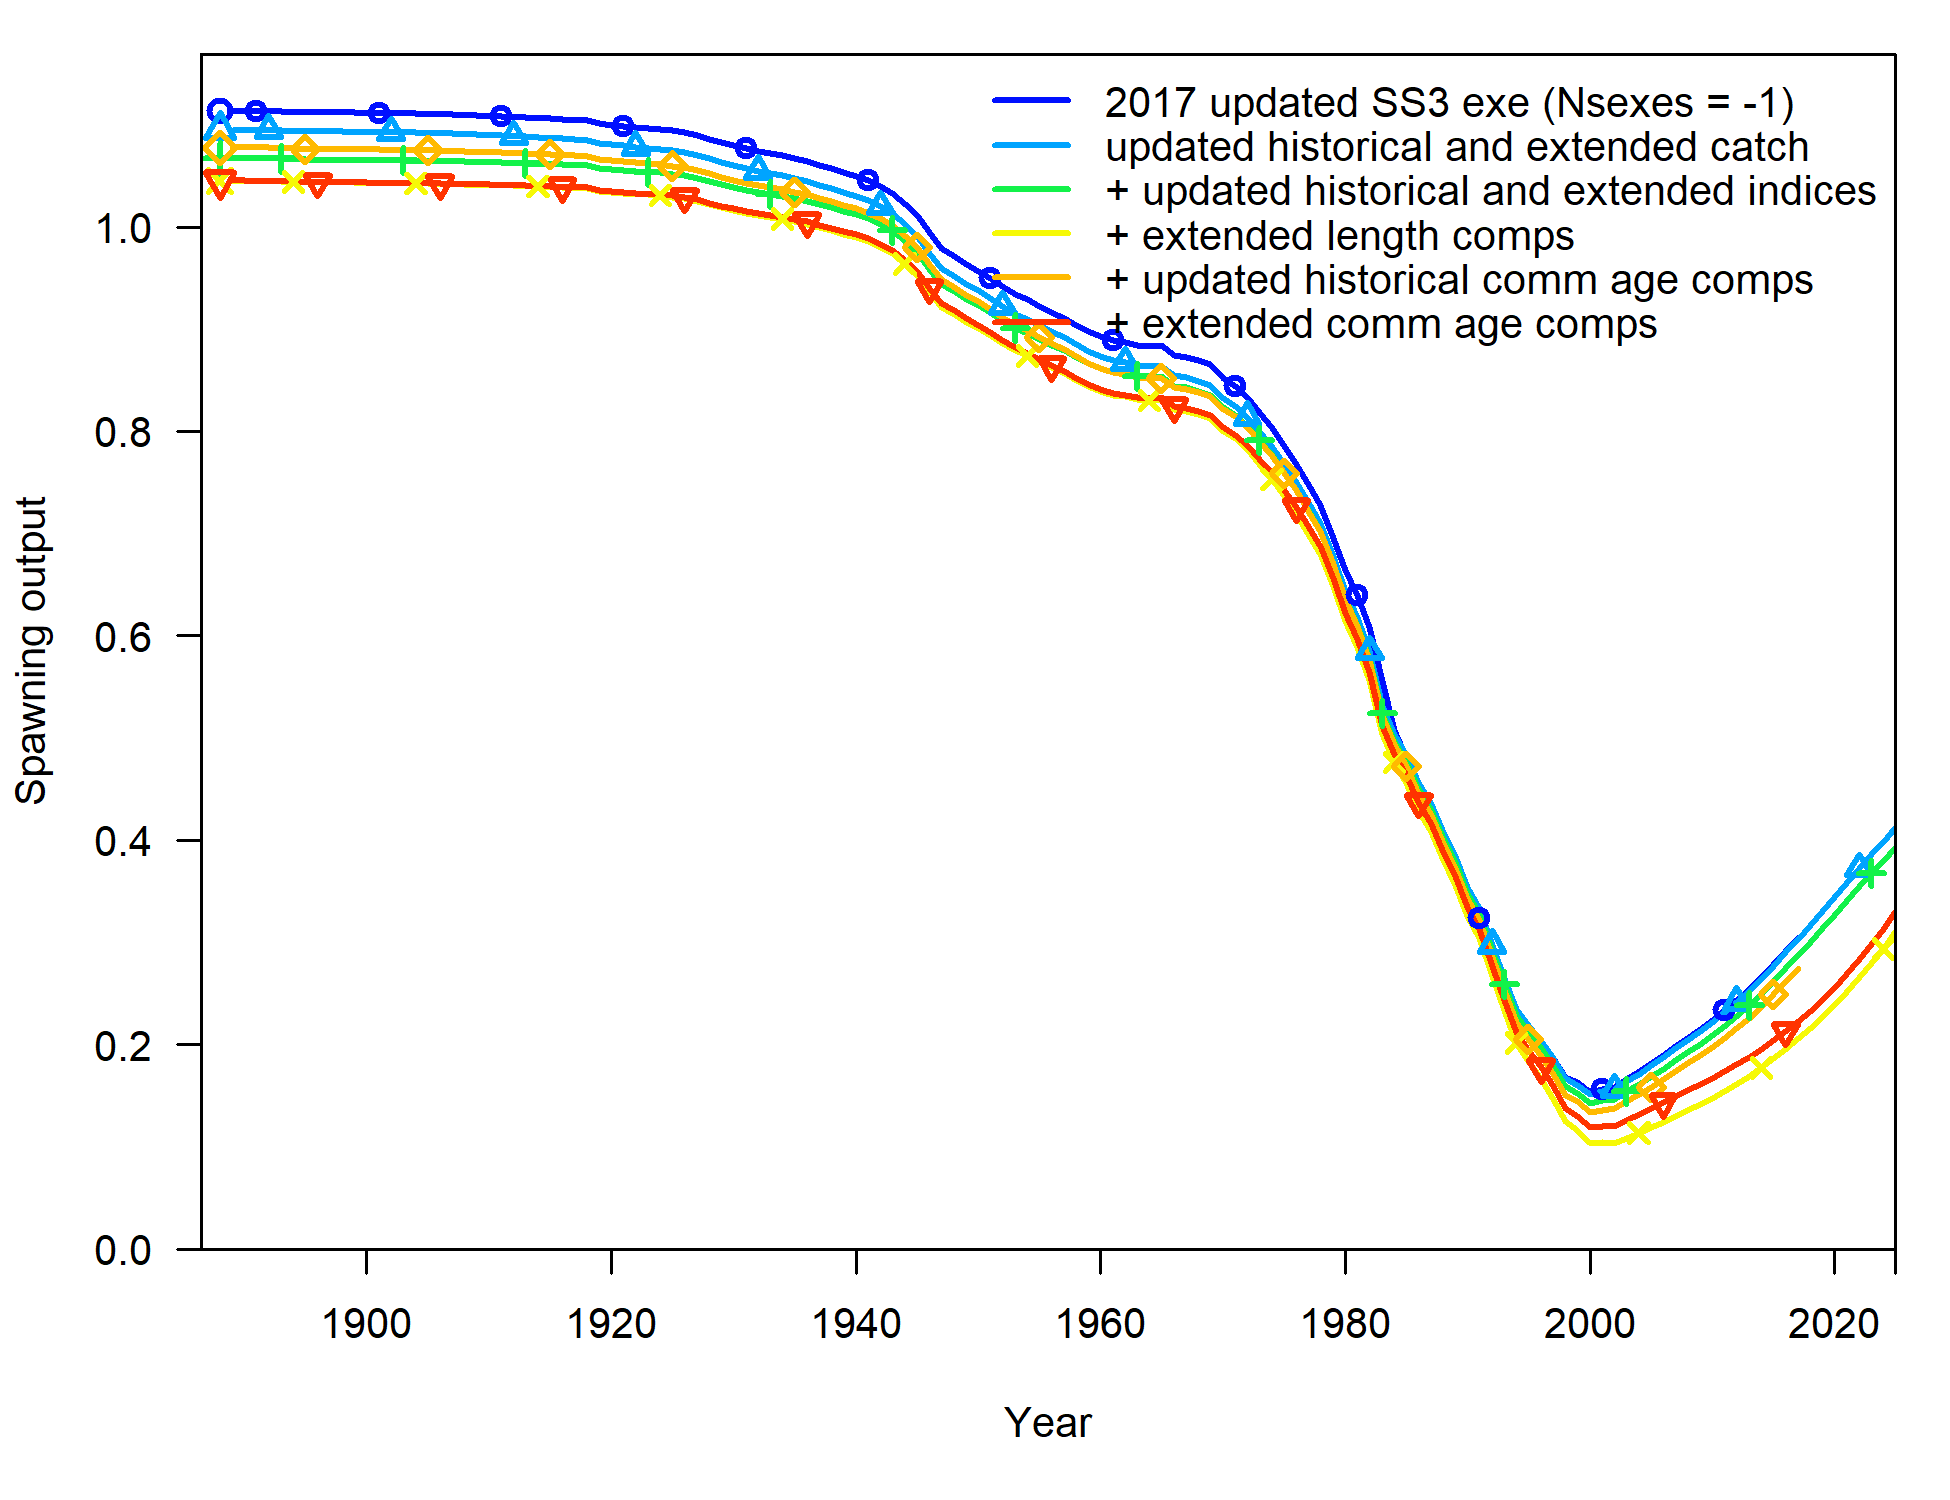 2017 updated SS3 exe (Nsexes = -1)
updated historical and extended catch
+ updated historical and extended indices
+ extended length comps
+ updated historical comm age comps
+ extended comm age comps
Spawning output
1.0
0.8
0.6
0.4
0.2
0.0
1900 1920 1940 1960 1980 2000 2020
Year